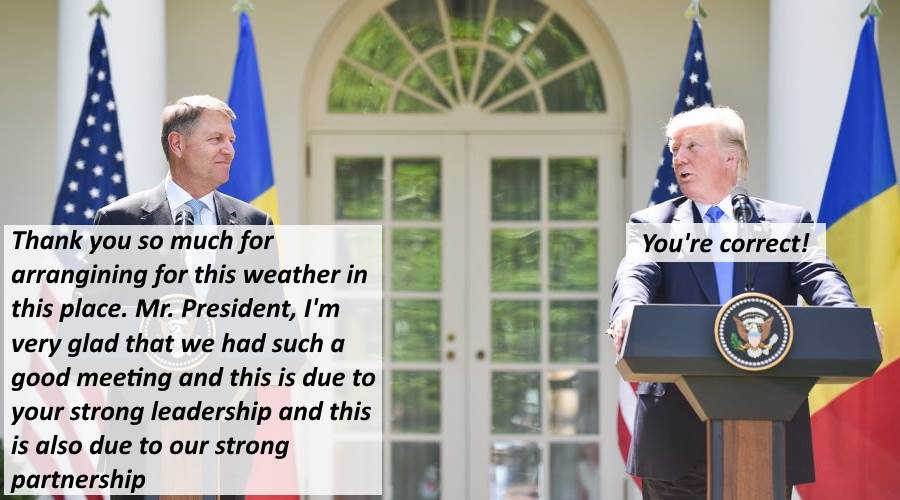 Thank you so much for
arrangining for this weather in
this place. Mr. President, I'm
very glad that we had such a
good meeting and this is due to
your strong leadership and this
is also due to our strong
partnership
You're correct!